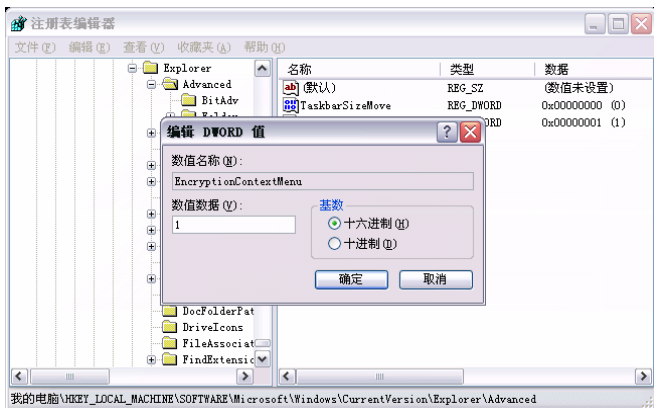 注册表编辑器
文件(F) 编辑(E) 查看(V) 收藏夹(A) 帮助(H)
Explorer
Advanced
BitAdv
名称 类型 数据
(默认) REG_SZ (数值未设置)
TaskbarSizeMove REG_DWORD 0x00000000 (0)
0x00000001 (1)
编辑 DWORD 值
数值名称(N):
EncryptionContextMenu
数值数据(V):
1
基数
十六进制(H)
十进制(D)
确定 取消
DocFolderPat
DriveIcons
FileAssociat
FindExtensic
我的电脑\HKEY_LOCAL_MACHINE\SOFTWARE\Microsoft\Windows\CurrentVersion\Explorer\Advanced